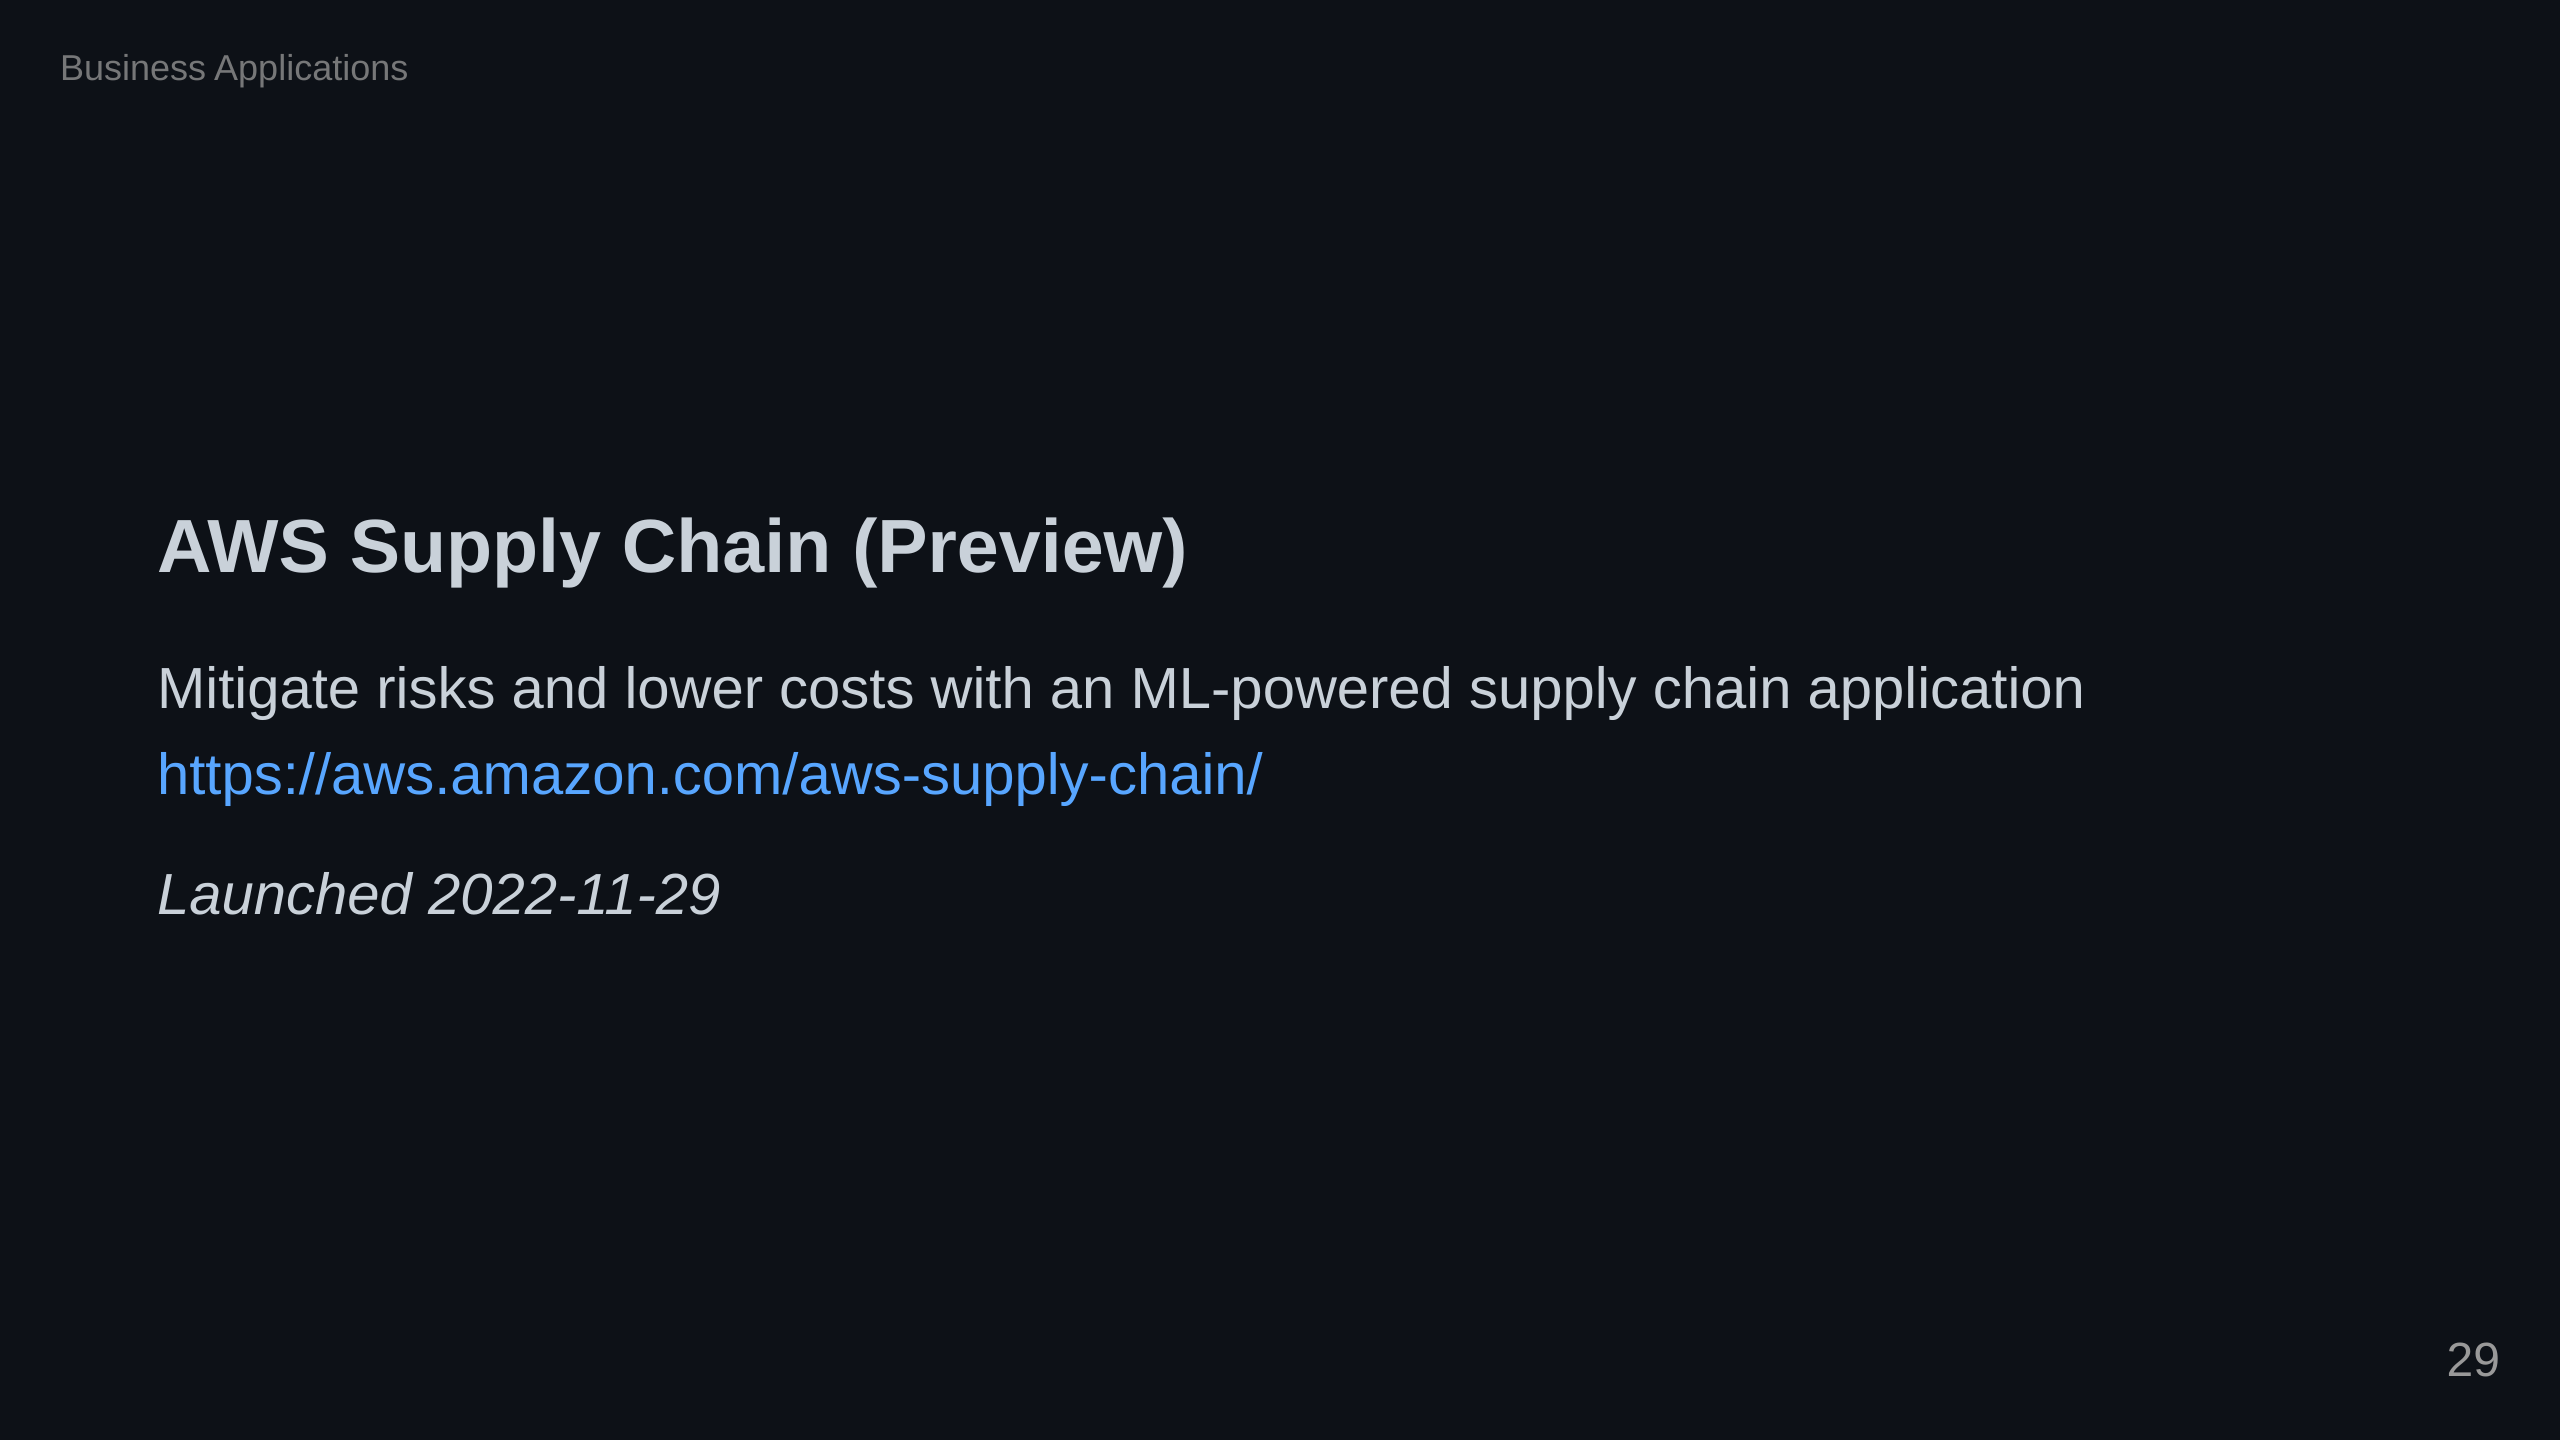 Business Applications
AWS Supply Chain (Preview)
Mitigate risks and lower costs with an ML-powered supply chain application
https://aws.amazon.com/aws-supply-chain/
Launched 2022-11-29
29